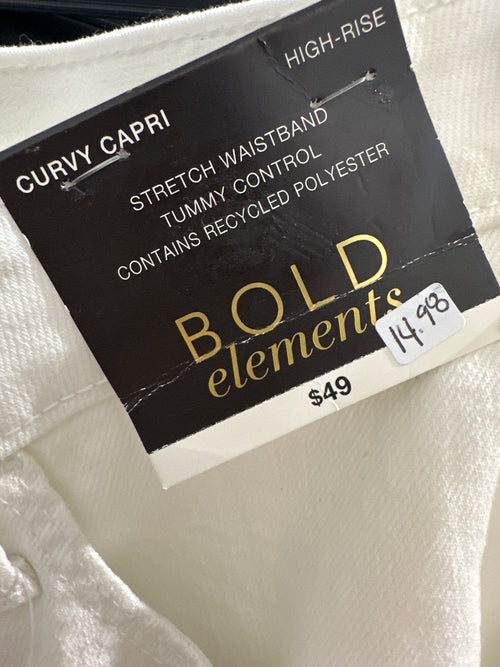 HIGH-RISE
CURVY CAPRI
STRETCH WAISTBAND
TUMMY CONTROL
CONTAINS RECYCLED POLYESTER
BOLD
elements
14.98
$49